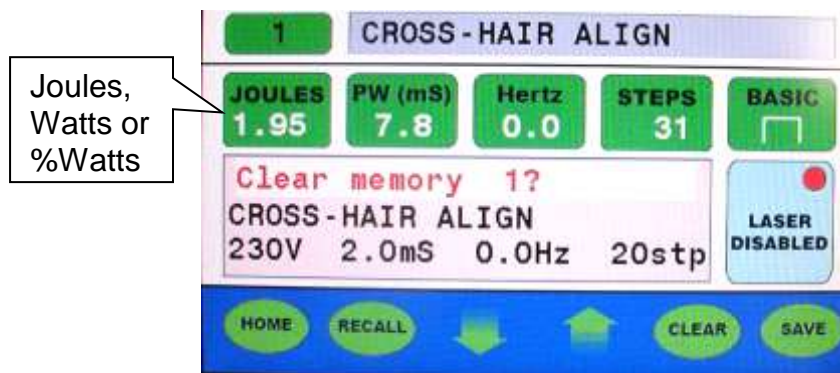 Joules,
Watts or
%Watts
1 CROSS-HAIR ALIGN
JOULES PW (mS) Hertz STEPS BASIC
1.95 7.8 0.0 31
Clear memory 1?
CROSS-HAIR ALIGN
230V 2.0mS 0.0Hz 20stp
LASER
DISABLED
HOME RECALL CLEAR SAVE